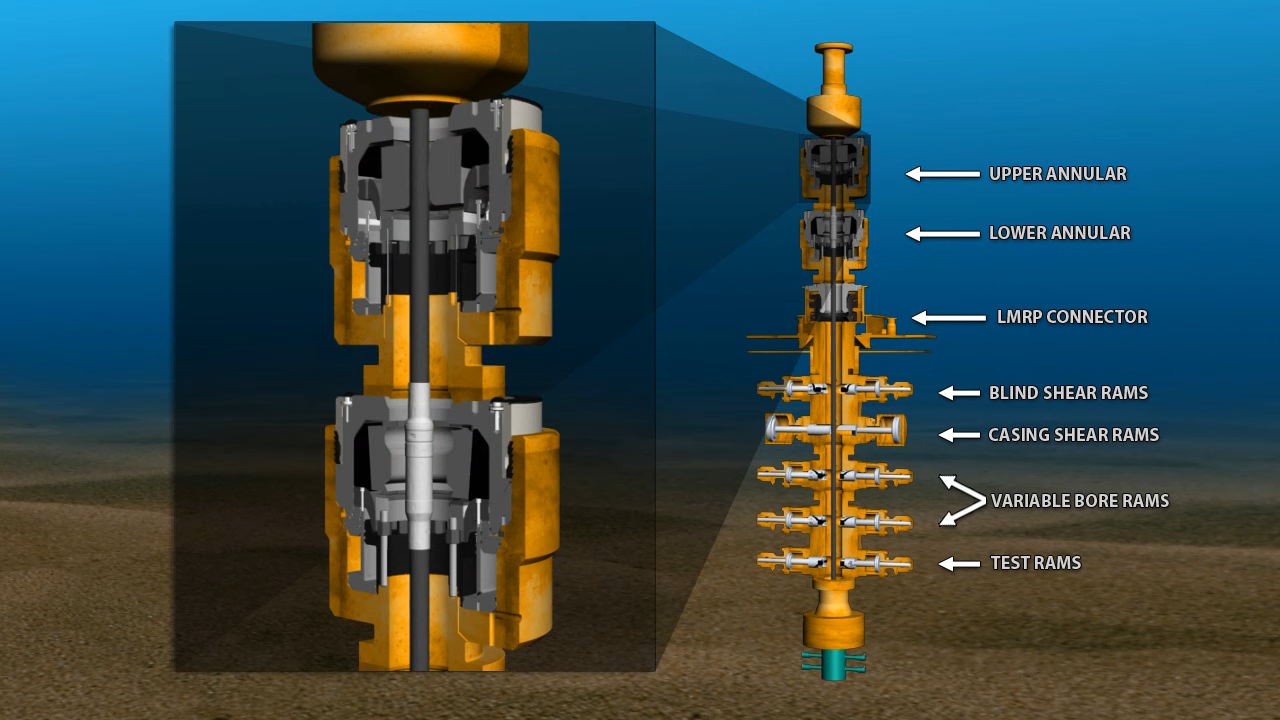 UPPER ANNULAR
LOWER ANNULAR
LMRP CONNECTOR
BLIND SHEAR RAMS
CASING SHEAR RAMS
VARIABLE BORE RAMS
TEST RAMS